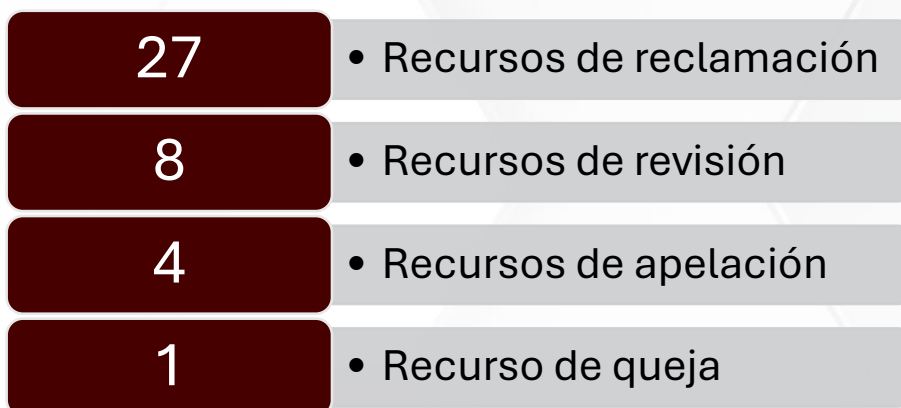 27
• Recursos de reclamación
8
• Recursos de revisión
4
• Recursos de apelación
1
• Recurso de queja